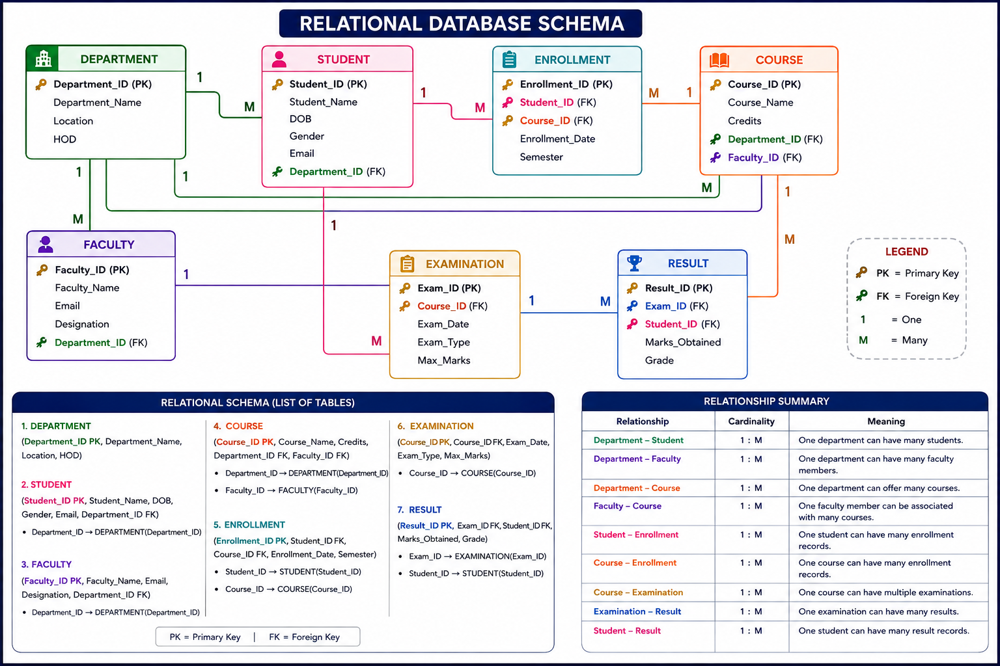 RELATIONAL DATABASE SCHEMA
DEPARTMENT
Department_ID (PK)
Department_Name
Location
HOD
STUDENT
Student_ID (PK)
Student_Name
DOB
Gender
Email
Department_ID (FK)
ENROLLMENT
Enrollment_ID (PK)
Student_ID (FK)
Course_ID (FK)
Enrollment_Date
Semester
COURSE
Course_ID (PK)
Course_Name
Credits
Department_ID (FK)
Faculty_ID (FK)
1
M
1
M
M
1
1
1
M
1
M
1
M
FACULTY
Faculty_ID (PK)
Faculty_Name
Email
Designation
Department_ID (FK)
1
M
EXAMINATION
Exam_ID (PK)
Course_ID (FK)
Exam_Date
Exam_Type
Max_Marks
1
M
RESULT
Result_ID (PK)
Exam_ID (FK)
Student_ID (FK)
Marks_Obtained
Grade
LEGEND
PK = Primary Key
FK = Foreign Key
1 = One
M = Many
RELATIONAL SCHEMA (LIST OF TABLES)
1. DEPARTMENT
(Department_ID PK, Department_Name,
Location, HOD)
2. STUDENT
(Student_ID PK, Student_Name, DOB,
Gender, Email, Department_ID FK)
• Department_ID → DEPARTMENT(Department_ID)
3. FACULTY
(Faculty_ID PK, Faculty_Name, Email,
Designation, Department_ID FK)
• Department_ID → DEPARTMENT(Department_ID)
4. COURSE
(Course_ID PK, Course_Name, Credits,
Department_ID FK, Faculty_ID FK)
• Department_ID → DEPARTMENT(Department_ID)
• Faculty_ID → FACULTY(Faculty_ID)
5. ENROLLMENT
(Enrollment_ID PK, Student_ID FK,
Course_ID FK, Enrollment_Date, Semester)
• Student_ID → STUDENT(Student_ID)
• Course_ID → COURSE(Course_ID)
6. EXAMINATION
(Course_ID PK, Course_ID FK, Exam_Date,
Exam_Type, Max_Marks)
• Course_ID → COURSE(Course_ID)
7. RESULT
(Result_ID PK, Exam_ID FK, Student_ID FK,
Marks_Obtained, Grade)
• Exam_ID → EXAMINATION(Exam_ID)
• Student_ID → STUDENT(Student_ID)
PK = Primary Key | FK = Foreign Key
RELATIONSHIP SUMMARY
Relationship Cardinality Meaning
Department – Student 1 : M One department can have many students.
Department – Faculty 1 : M One department can have many faculty
members.
Department – Course 1 : M One department can offer many courses.
Faculty – Course 1 : M One faculty member can be associated
with many courses.
Student – Enrollment 1 : M One student can have many enrollment
records.
Course – Enrollment 1 : M One course can have many enrollment
records.
Course – Examination 1 : M One course can have multiple examinations.
Examination – Result 1 : M One examination can have many results.
Student – Result 1 : M One student can have many result records.